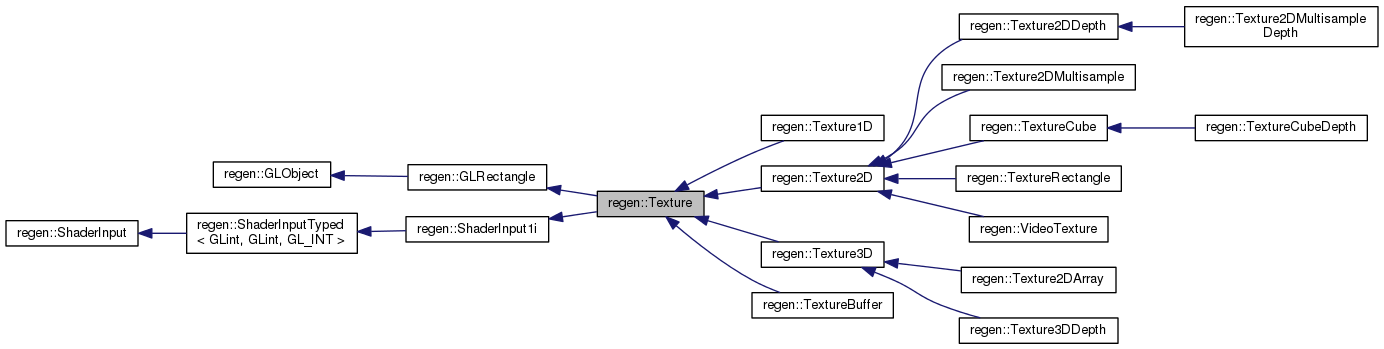 regen::Texture2DDepth
regen::Texture2DMultisample
Depth
regen::Texture2DMultisample
regen::Texture1D
regen::TextureCube
regen::TextureCubeDepth
regen::GLObject
regen::GLRectangle
regen::Texture2D
regen::TextureRectangle
regen::Texture
regen::ShaderInput
regen::ShaderInputTyped
< GLint, GLint, GL_INT >
regen::ShaderInput1i
regen::VideoTexture
regen::Texture3D
regen::Texture2DArray
regen::TextureBuffer
regen::Texture3DDepth